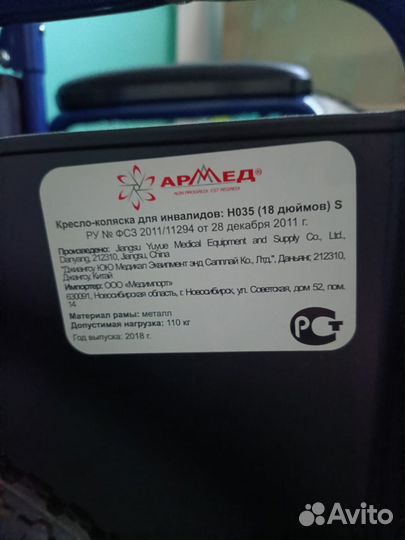 АРМЕД®
NON PROGREDI, EST REGREDI
Кресло-коляска для инвалидов: Н035 (18 дюймов) S
РУ № ФСЗ 2011/11294 от 28 декабря 2011 г.
Произведено: Jiangsu Yuyue Medical Equipment and Supply Co., Ltd.,
Danyang, 212310, Jiangsu, China
"Джиангсу ЮЮ Медикал Эквипмент энд Сапплай Ко., Лтд.", Даньянг, 212310,
Джангсу, Китай
Импортер: ООО «Медимпорт»
630091, Новосибирская область, г. Новосибирск, ул. Советская, дом 52, пом.
14
Материал рамы: металл
Допустимая нагрузка: 110 кг
Год выпуска: 2018 г.
РСТ
Avito